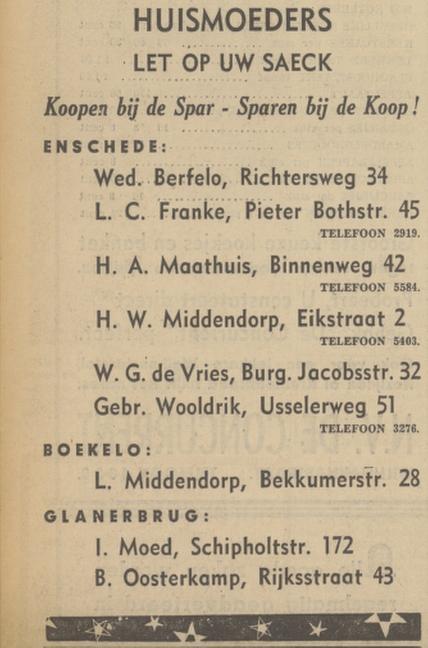 HUISMOEDERS
LET OP UW SAECK
Koopen bij de Spar - Sparen bij de Koop!
ENSCHEDE:
Wed. Berfelo, Richtersweg 34
L. C. Franke, Pieter Bothstr. 45
TELEFOON 2919.
H. A. Maathuis, Binnenweg 42
TELEFOON 5584.
H. W. Middendorp, Eikstraat 2
TELEFOON 5403.
W. G. de Vries, Burg. Jacobsstr. 32
Gebr. Wooldrik, Usselerweg 51
TELEFOON 3276.
BOEKELO:
L. Middendorp, Bekkumerstr. 28
GLANERBRUG:
I. Moed, Schipholtstr. 172
B. Oosterkamp, Rijksstraat 43